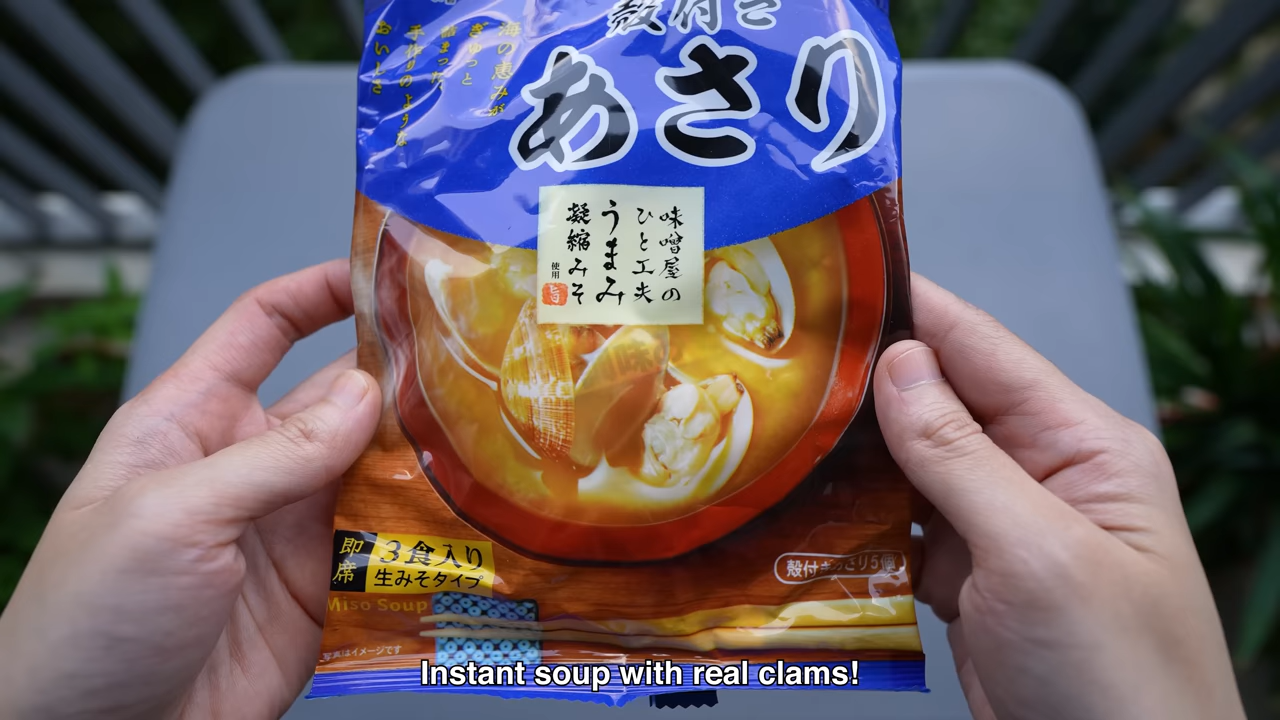 殻付き
あさり
海の恵みが
ぎゅっと
詰まった
手作りのような
おいしさ
味噌屋の
ひと工夫
うまみ
凝縮みそ
使用
旨
即席
3食入り
生みそタイプ
殻付きあさり5個
Miso Soup
写真はイメージです
Instant soup with real clams!